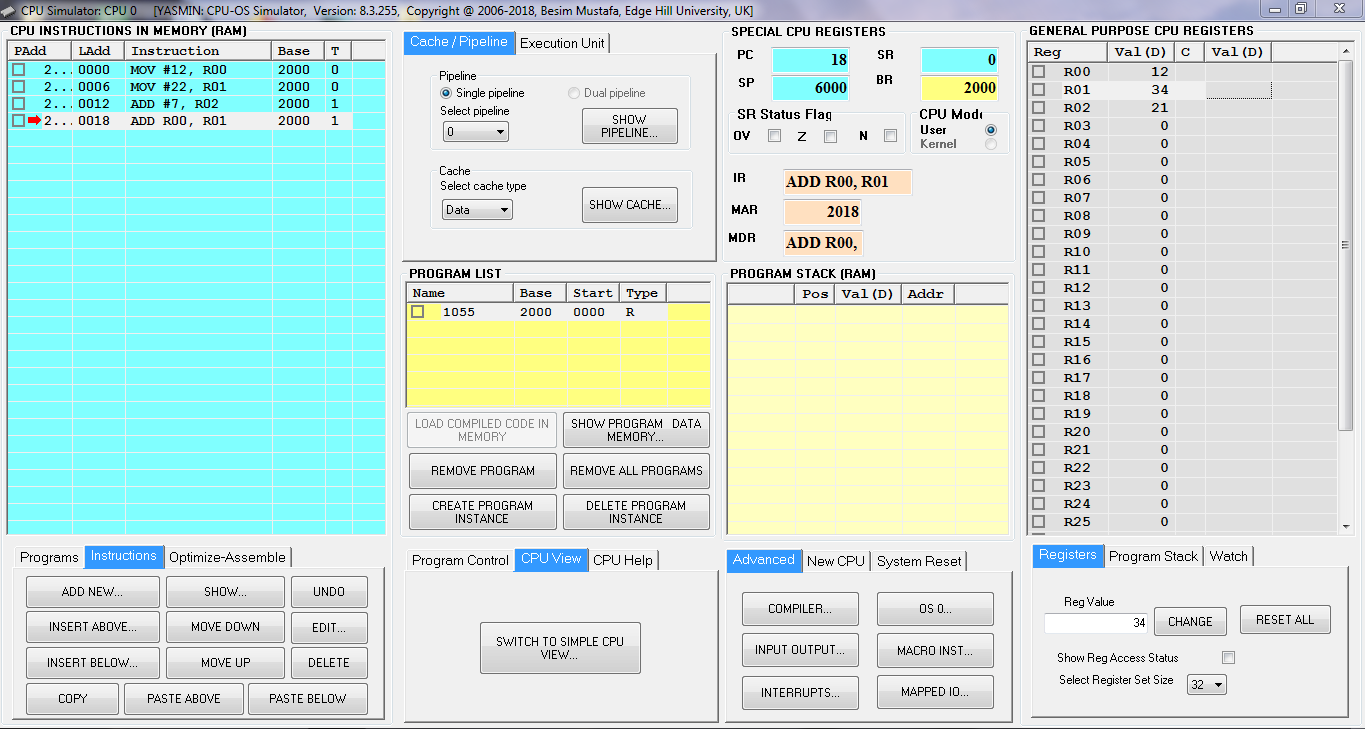 CPU Simulator: CPU 0 [YASMIN: CPU-OS Simulator, Version: 8.3.255, Copyright @ 2006-2018, Besim Mustafa, Edge Hill University, UK]
CPU INSTRUCTIONS IN MEMORY (RAM)
PAdd LAdd Instruction Base T
2... 0000 MOV #12, R00 2000 0
2... 0006 MOV #22, R01 2000 0
2... 0012 ADD #7, R02 2000 1
2... 0018 ADD R00, R01 2000 1
Programs Instructions Optimize-Assemble
ADD NEW... SHOW... UNDO
INSERT ABOVE... MOVE DOWN EDIT...
INSERT BELOW... MOVE UP DELETE
COPY PASTE ABOVE PASTE BELOW
Cache / Pipeline Execution Unit
Pipeline
Single pipeline Dual pipeline
Select pipeline
0
SHOW
PIPELINE...
Cache
Select cache type
Data
SHOW CACHE...
PROGRAM LIST
Name Base Start Type
1055 2000 0000 R
LOAD COMPILED CODE IN
MEMORY
SHOW PROGRAM DATA
MEMORY...
REMOVE PROGRAM REMOVE ALL PROGRAMS
CREATE PROGRAM
INSTANCE
DELETE PROGRAM
INSTANCE
Program Control CPU View CPU Help
SWITCH TO SIMPLE CPU
VIEW...
SPECIAL CPU REGISTERS
PC 18 SR 0
SP 6000 BR 2000
SR Status Flag
OV Z N
CPU Mode
User
Kernel
IR ADD R00, R01
MAR 2018
MDR ADD R00,
PROGRAM STACK (RAM)
Pos Val(D) Addr
Advanced New CPU System Reset
COMPILER... OS 0...
INPUT OUTPUT... MACRO INST...
INTERRUPTS... MAPPED IO...
GENERAL PURPOSE CPU REGISTERS
Reg Val(D) C Val(D)
R00 12
R01 34
R02 21
R03 0
R04 0
R05 0
R06 0
R07 0
R08 0
R09 0
R10 0
R11 0
R12 0
R13 0
R14 0
R15 0
R16 0
R17 0
R18 0
R19 0
R20 0
R21 0
R22 0
R23 0
R24 0
R25 0
Registers Program Stack Watch
Reg Value
34 CHANGE RESET ALL
Show Reg Access Status
Select Register Set Size 32